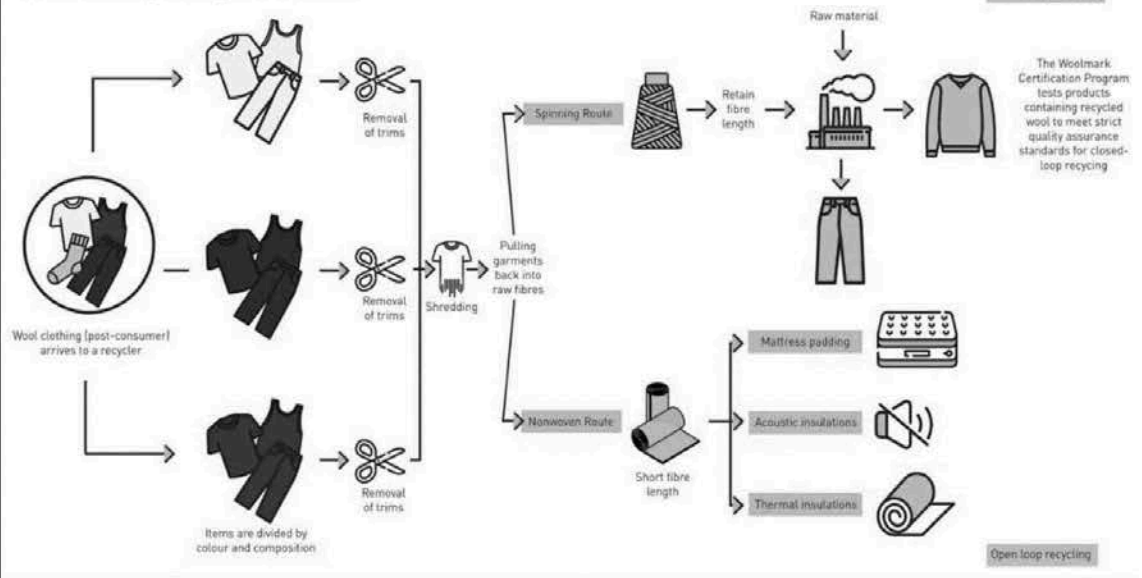 Raw material
The Woolmark
Certification Program
tests products
containing recycled
wool to meet strict
quality assurance
standards for closed-
loop recycing
Removal
of trims
Spinning Route
Retain
fibre
length
Removal
of trims
Shredding
Pulling
garments
back into
raw fibres
Wool clothing (post-consumer)
arrives to a recycler
Mattress padding
Nonwoven Route
Acoustic insulations
Short fibre
length
Thermal insulations
Removal
of trims
Items are divided by
colour and composition
Open loop recycling